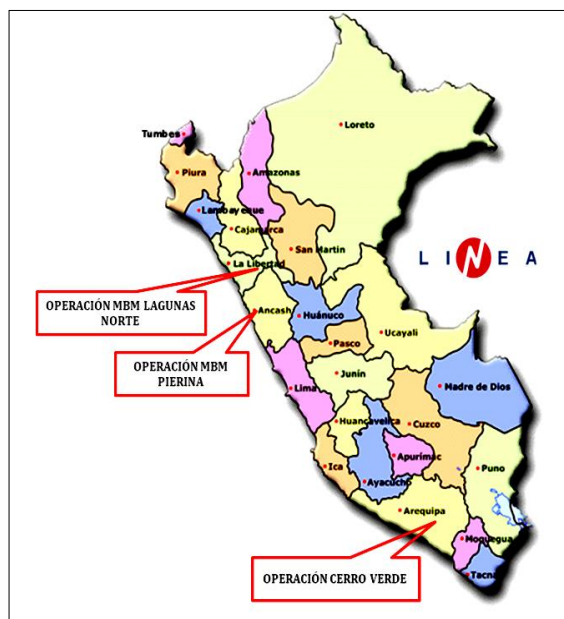 Loreto
Tumbes
Piura
Amazonas
Lambayeque
Cajamarca
San Martin
La Libertad
LINEA
OPERACIÓN MBM LAGUNAS
NORTE
Ancash
Huánuco
Ucayali
Pasco
OPERACIÓN MBM
PIERINA
Junín
Lima
Madre de Dios
Huancavelica
Cuzco
Apurímac
Ica
Puno
Ayacucho
Arequipa
Moquegua
OPERACIÓN CERRO VERDE
Tacna